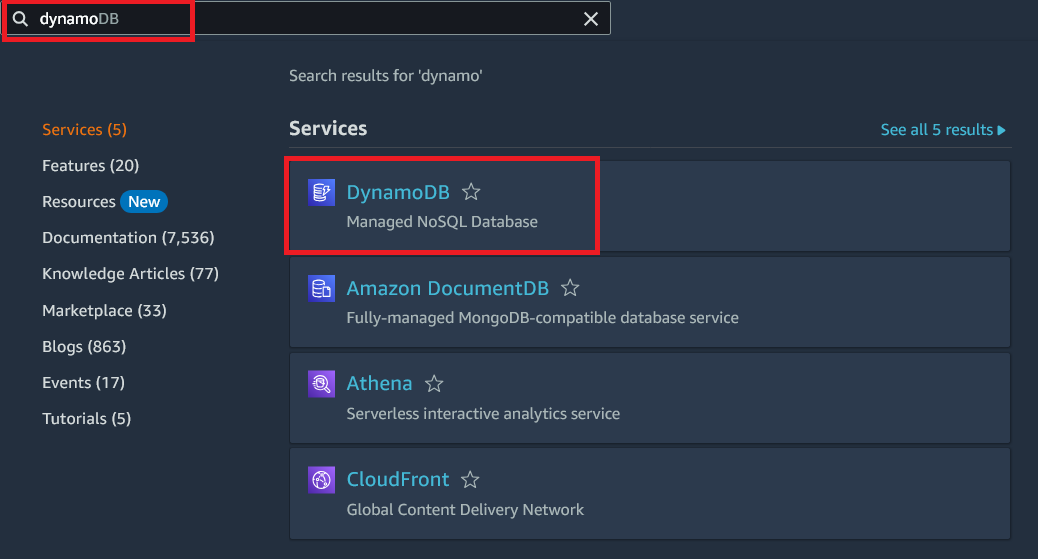 dynamoDB
Search results for 'dynamo'
Services (5)
Features (20)
Resources New
Documentation (7,536)
Knowledge Articles (77)
Marketplace (33)
Blogs (863)
Events (17)
Tutorials (5)
Services
See all 5 results
DynamoDB
Managed NoSQL Database
Amazon DocumentDB
Fully-managed MongoDB-compatible database service
Athena
Serverless interactive analytics service
CloudFront
Global Content Delivery Network